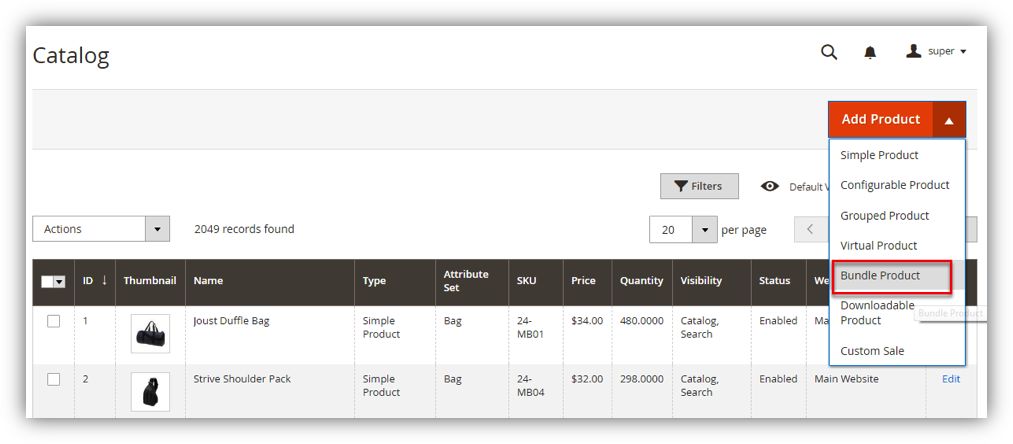 Catalog
super
Add Product
Simple Product
Configurable Product
Grouped Product
Virtual Product
Bundle Product
Downloadable
Product
Bundle Product
Custom Sale
Filters
Default V
Actions
2049 records found
20
per page
ID ↓ Thumbnail Name Type Attribute Set SKU Price Quantity Visibility Status We
1 Joust Duffle Bag Simple Product Bag 24-MB01 $34.00 480.0000 Catalog, Search Enabled Ma
2 Strive Shoulder Pack Simple Product Bag 24-MB04 $32.00 298.0000 Catalog, Search Enabled Main Website Edit